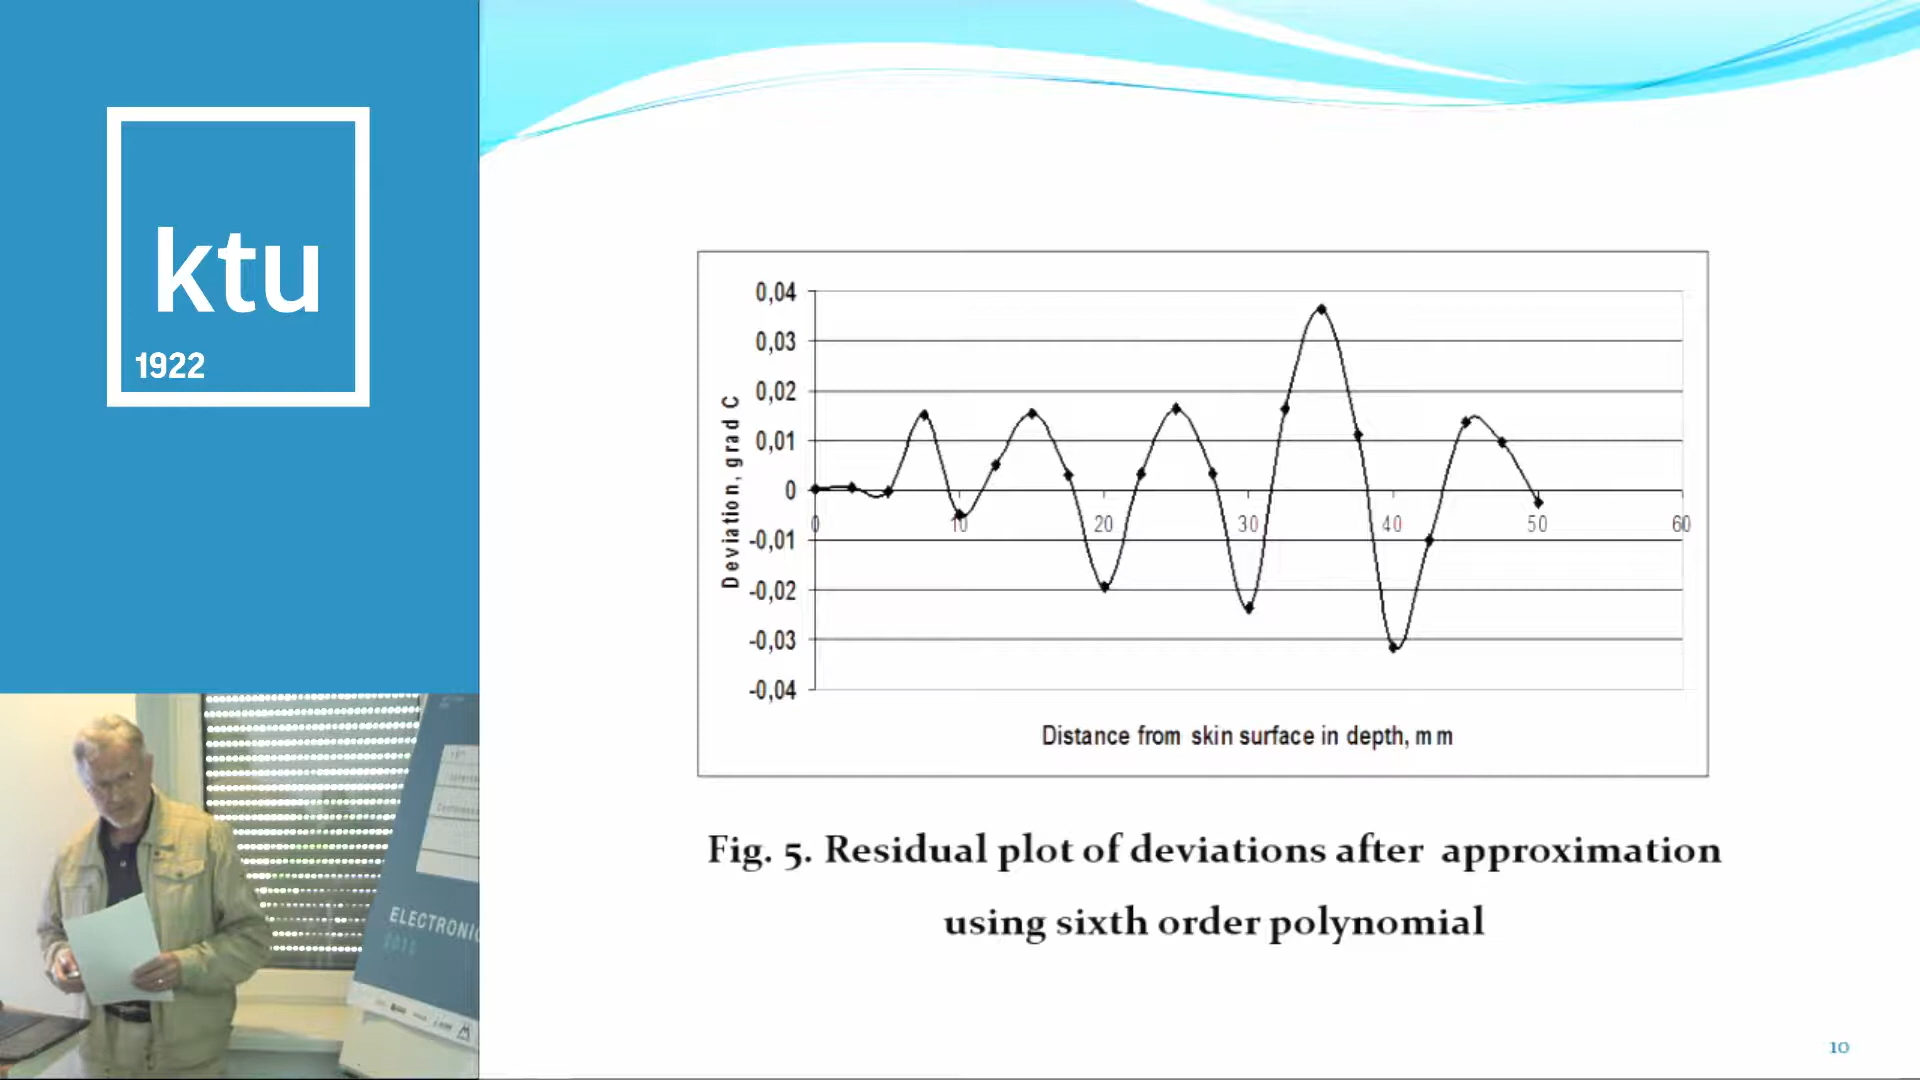 ktu
1922
0,04
0,03
0,02
0,01
0
-0,01
-0,02
-0,03
-0,04
Deviation, grad C
0 10 20 30 40 50 60
Distance from skin surface in depth, mm
Fig. 5. Residual plot of deviations after approximation
using sixth order polynomial
10
ELECTRONIC